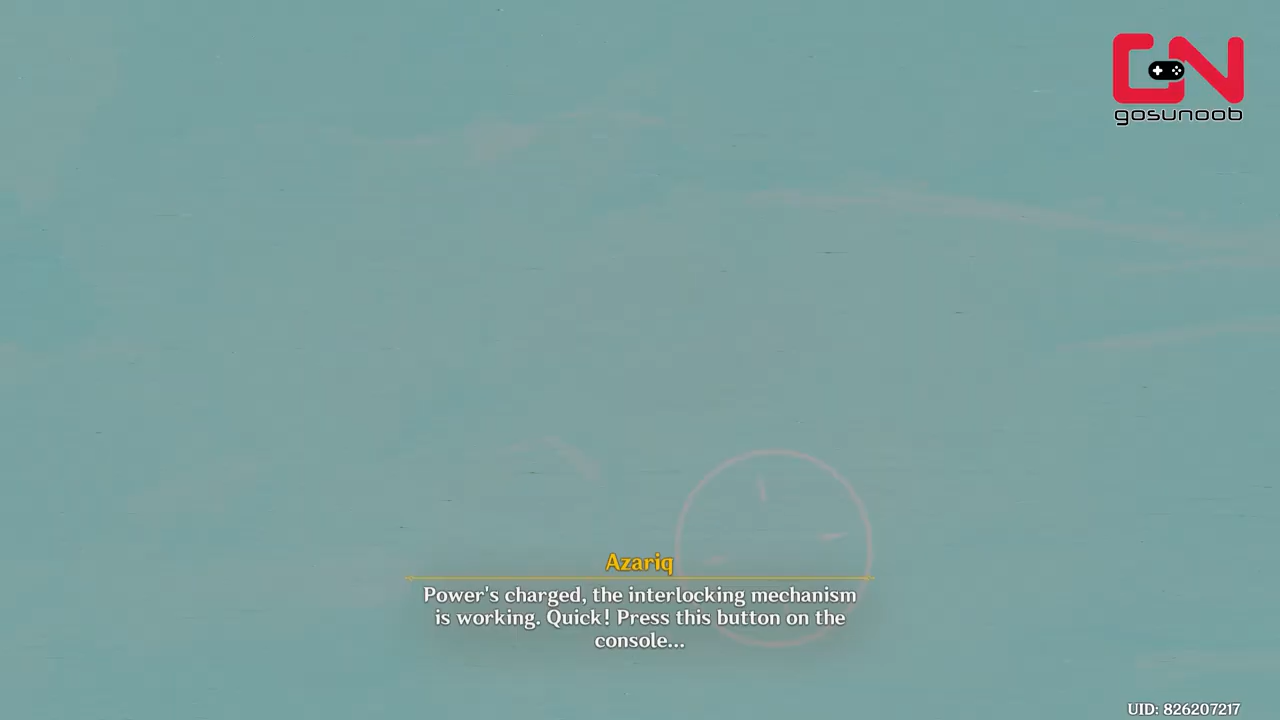 gosunoob
Azariq
Power's charged, the interlocking mechanism
is working. Quick! Press this button on the
console...
UID: 826207217